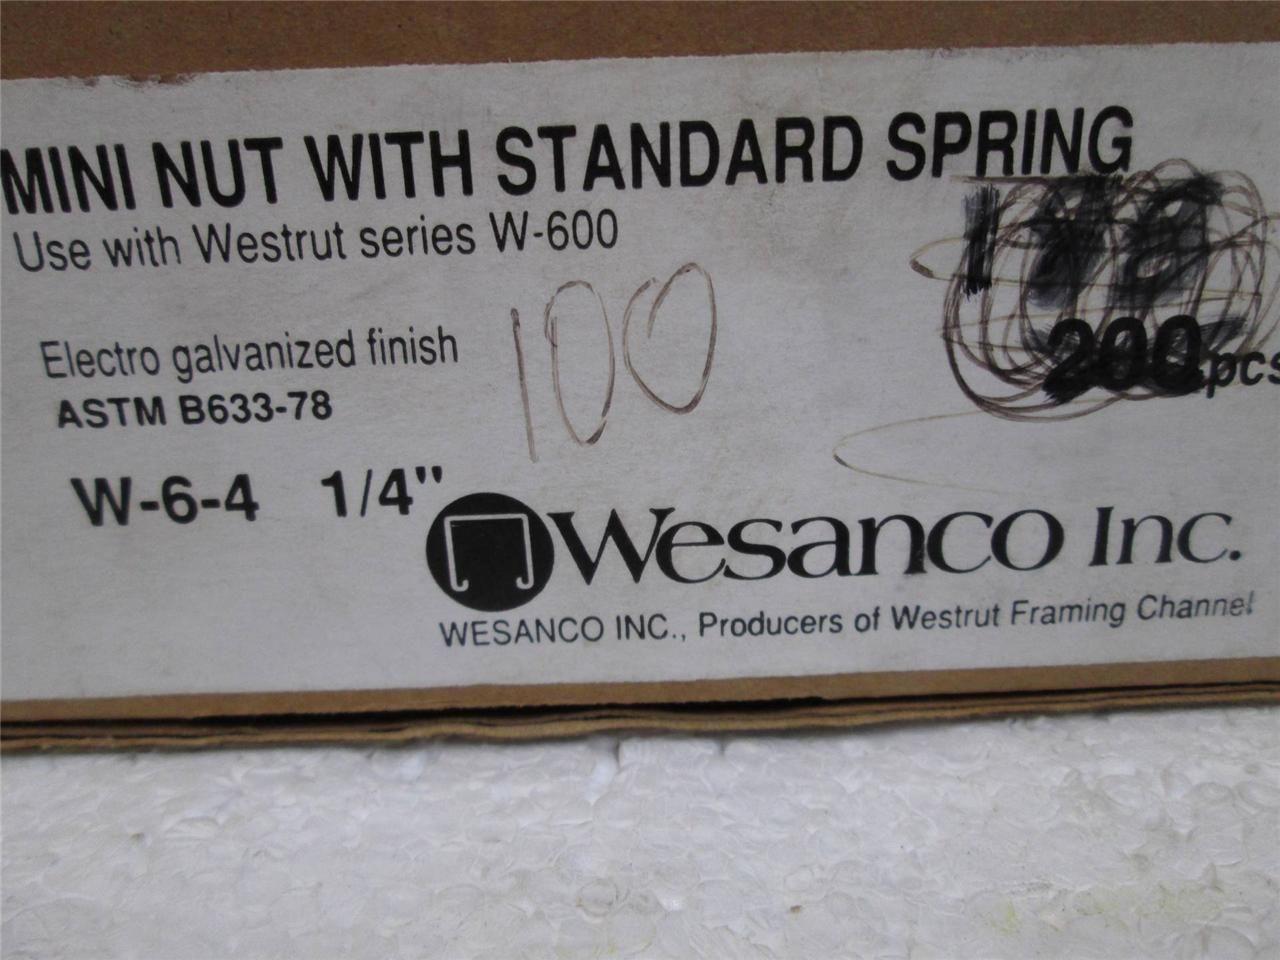 MINI NUT WITH STANDARD SPRING
Use with Westrut series W-600
100
Electro galvanized finish
200 pcs
ASTM B633-78
W-6-4 1/4"
Wesanco Inc.
WESANCO INC., Producers of Westrut Framing Channel